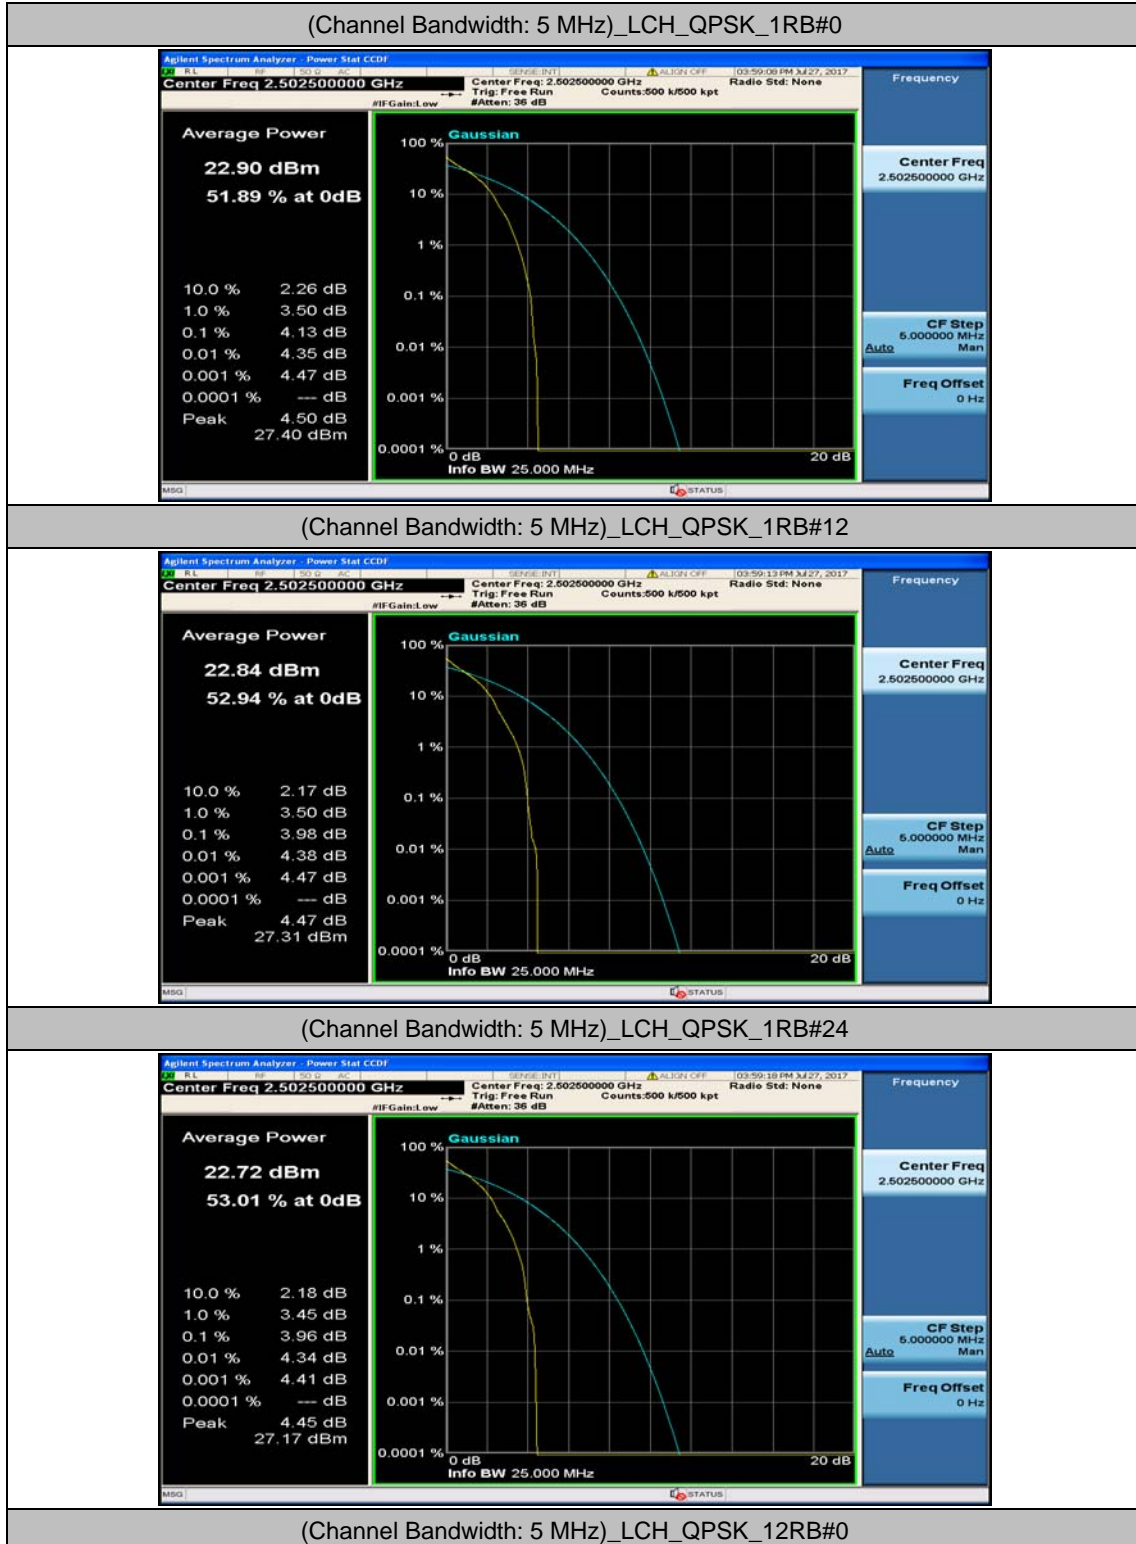 (Channel Bandwidth: 5 MHz)_LCH_QPSK_1RB#0
Agilent Spectrum Analyzer - Power Stat CCDF
RL RF 50 Ω AC SENSE:INT ALIGN OFF 03:59:08 PM Jul 27, 2017
Center Freq 2.502500000 GHz
Center Freq: 2.502500000 GHz
Radio Std: None
Trig: Free Run
Counts:500 k/500 kpt
#IFGain:Low
#Atten: 36 dB
Average Power
22.90 dBm
51.89 % at 0dB
10.0 % 2.26 dB
1.0 % 3.50 dB
0.1 % 4.13 dB
0.01 % 4.35 dB
0.001 % 4.47 dB
0.0001 % --- dB
Peak 4.50 dB
27.40 dBm
Gaussian
100 %
10 %
1 %
0.1 %
0.01 %
0.001 %
0.0001 %
0 dB
20 dB
Info BW 25.000 MHz
Frequency
Center Freq
2.502500000 GHz
CF Step
5.000000 MHz
Auto Man
Freq Offset
0 Hz
MSG STATUS
(Channel Bandwidth: 5 MHz)_LCH_QPSK_1RB#12
Agilent Spectrum Analyzer - Power Stat CCDF
RL RF 50 Ω AC SENSE:INT ALIGN OFF 03:59:13 PM Jul 27, 2017
Center Freq 2.502500000 GHz
Center Freq: 2.502500000 GHz
Radio Std: None
Trig: Free Run
Counts:500 k/500 kpt
#IFGain:Low
#Atten: 36 dB
Average Power
22.84 dBm
52.94 % at 0dB
10.0 % 2.17 dB
1.0 % 3.50 dB
0.1 % 3.98 dB
0.01 % 4.38 dB
0.001 % 4.47 dB
0.0001 % --- dB
Peak 4.47 dB
27.31 dBm
Gaussian
100 %
10 %
1 %
0.1 %
0.01 %
0.001 %
0.0001 %
0 dB
20 dB
Info BW 25.000 MHz
Frequency
Center Freq
2.502500000 GHz
CF Step
5.000000 MHz
Auto Man
Freq Offset
0 Hz
MSG STATUS
(Channel Bandwidth: 5 MHz)_LCH_QPSK_1RB#24
Agilent Spectrum Analyzer - Power Stat CCDF
RL RF 50 Ω AC SENSE:INT ALIGN OFF 03:59:18 PM Jul 27, 2017
Center Freq 2.502500000 GHz
Center Freq: 2.502500000 GHz
Radio Std: None
Trig: Free Run
Counts:500 k/500 kpt
#IFGain:Low
#Atten: 36 dB
Average Power
22.72 dBm
53.01 % at 0dB
10.0 % 2.18 dB
1.0 % 3.45 dB
0.1 % 3.96 dB
0.01 % 4.34 dB
0.001 % 4.41 dB
0.0001 % --- dB
Peak 4.45 dB
27.17 dBm
Gaussian
100 %
10 %
1 %
0.1 %
0.01 %
0.001 %
0.0001 %
0 dB
20 dB
Info BW 25.000 MHz
Frequency
Center Freq
2.502500000 GHz
CF Step
5.000000 MHz
Auto Man
Freq Offset
0 Hz
MSG STATUS
(Channel Bandwidth: 5 MHz)_LCH_QPSK_12RB#0